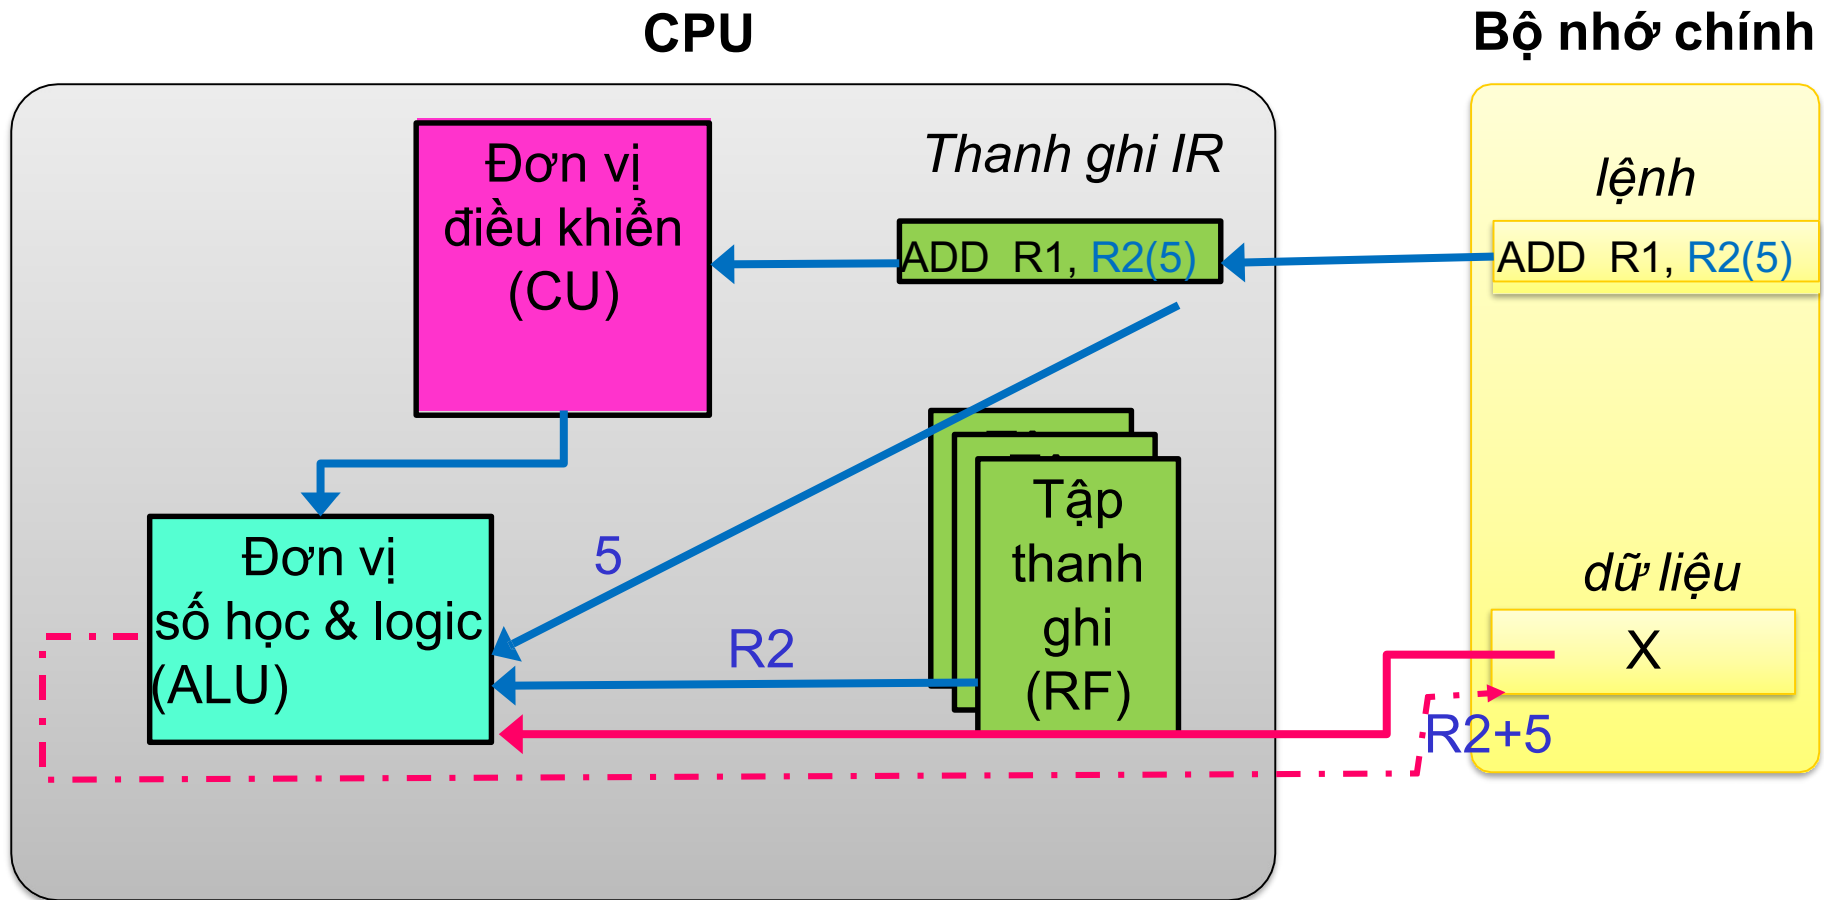 CPU
Bộ nhớ chính
Đơn vị
điều khiển
(CU)
Thanh ghi IR
ADD R1, R2(5)
lệnh
ADD R1, R2(5)
Đơn vị
số học & logic
(ALU)
5
R2
Tập
thanh
ghi
(RF)
dữ liệu
X
R2+5